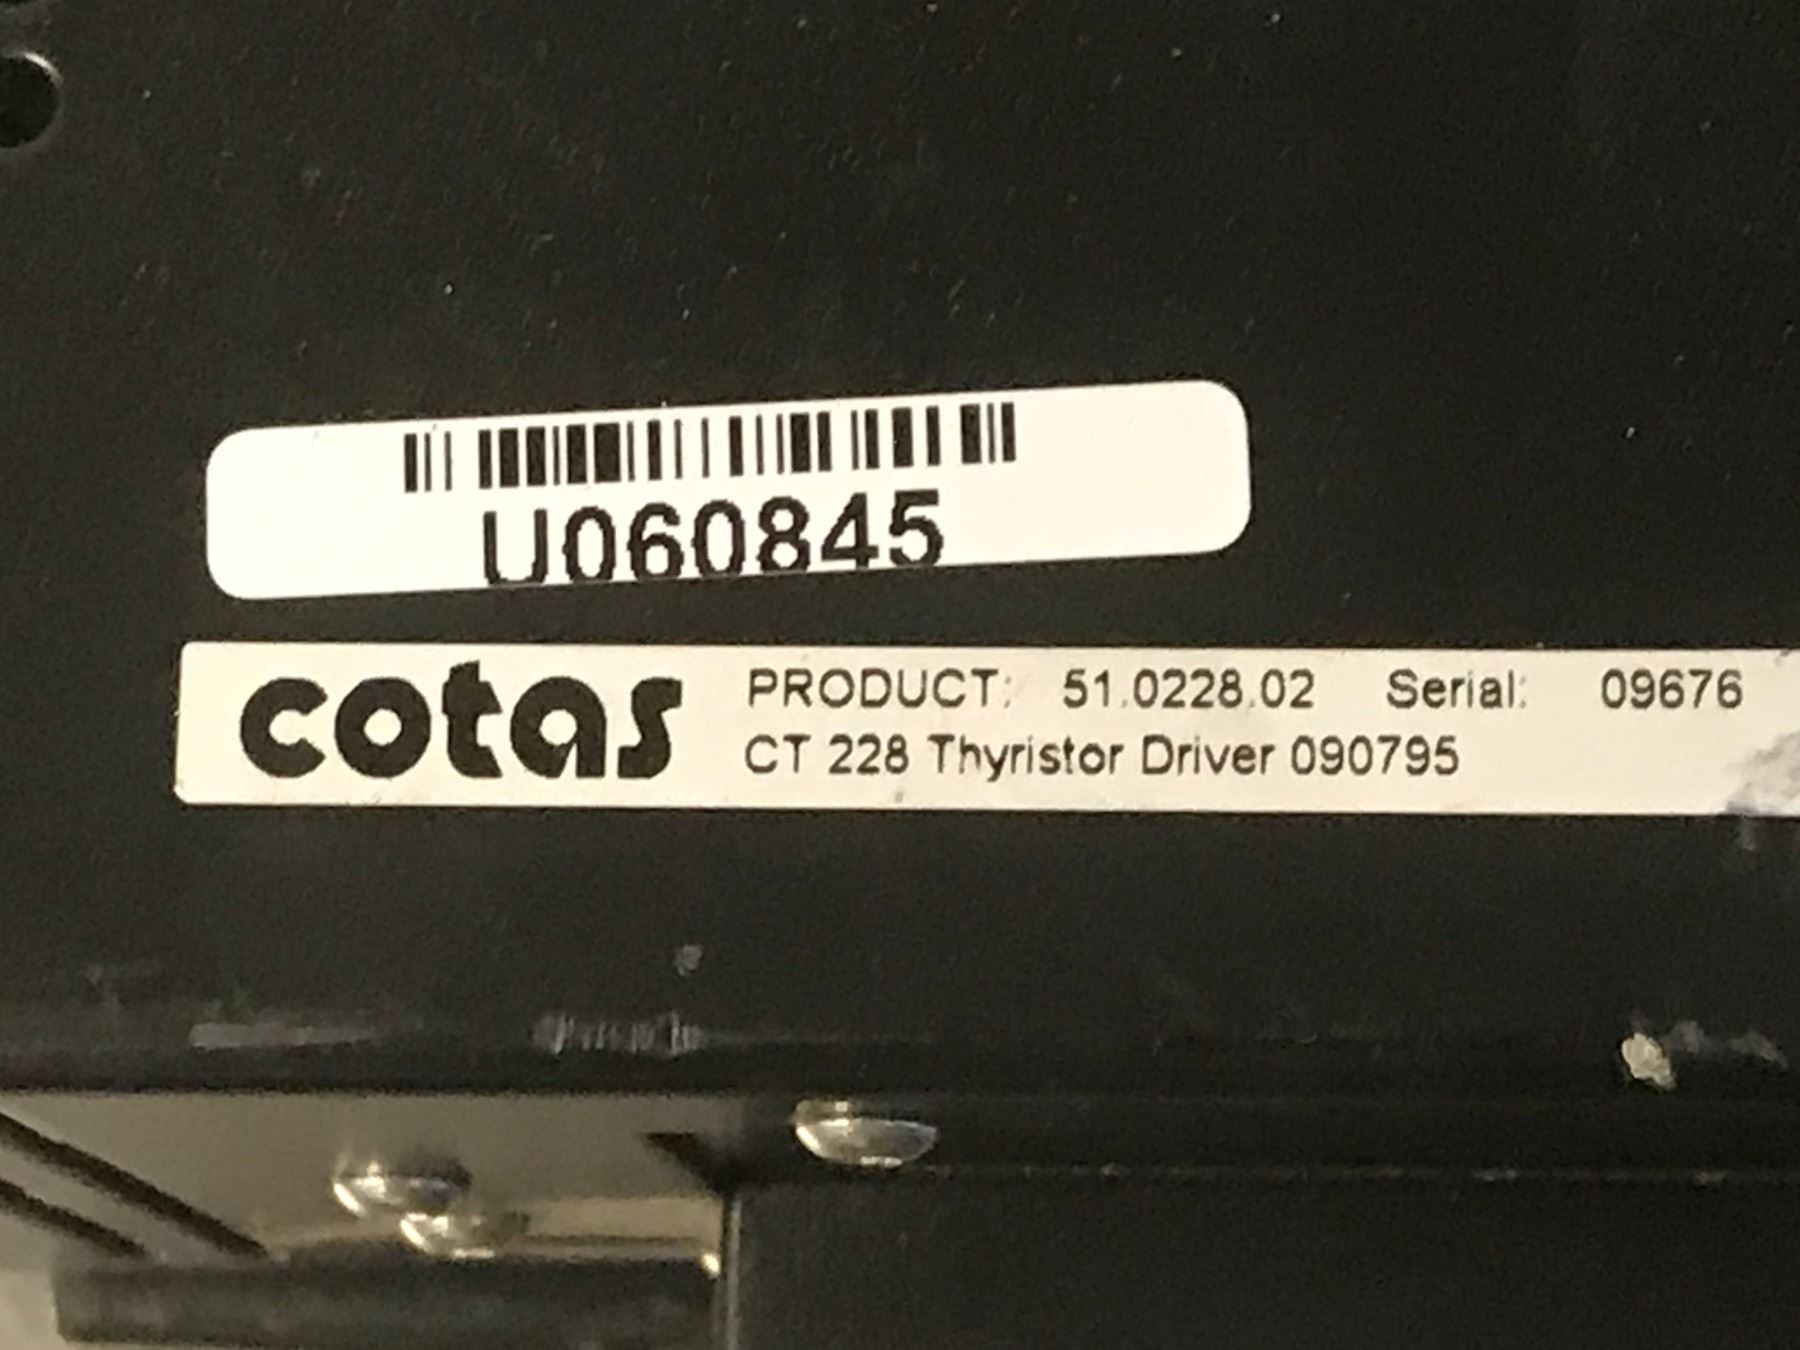 U060845
cotas PRODUCT: 51.0228.02 Serial: 09676
CT 228 Thyristor Driver 090795